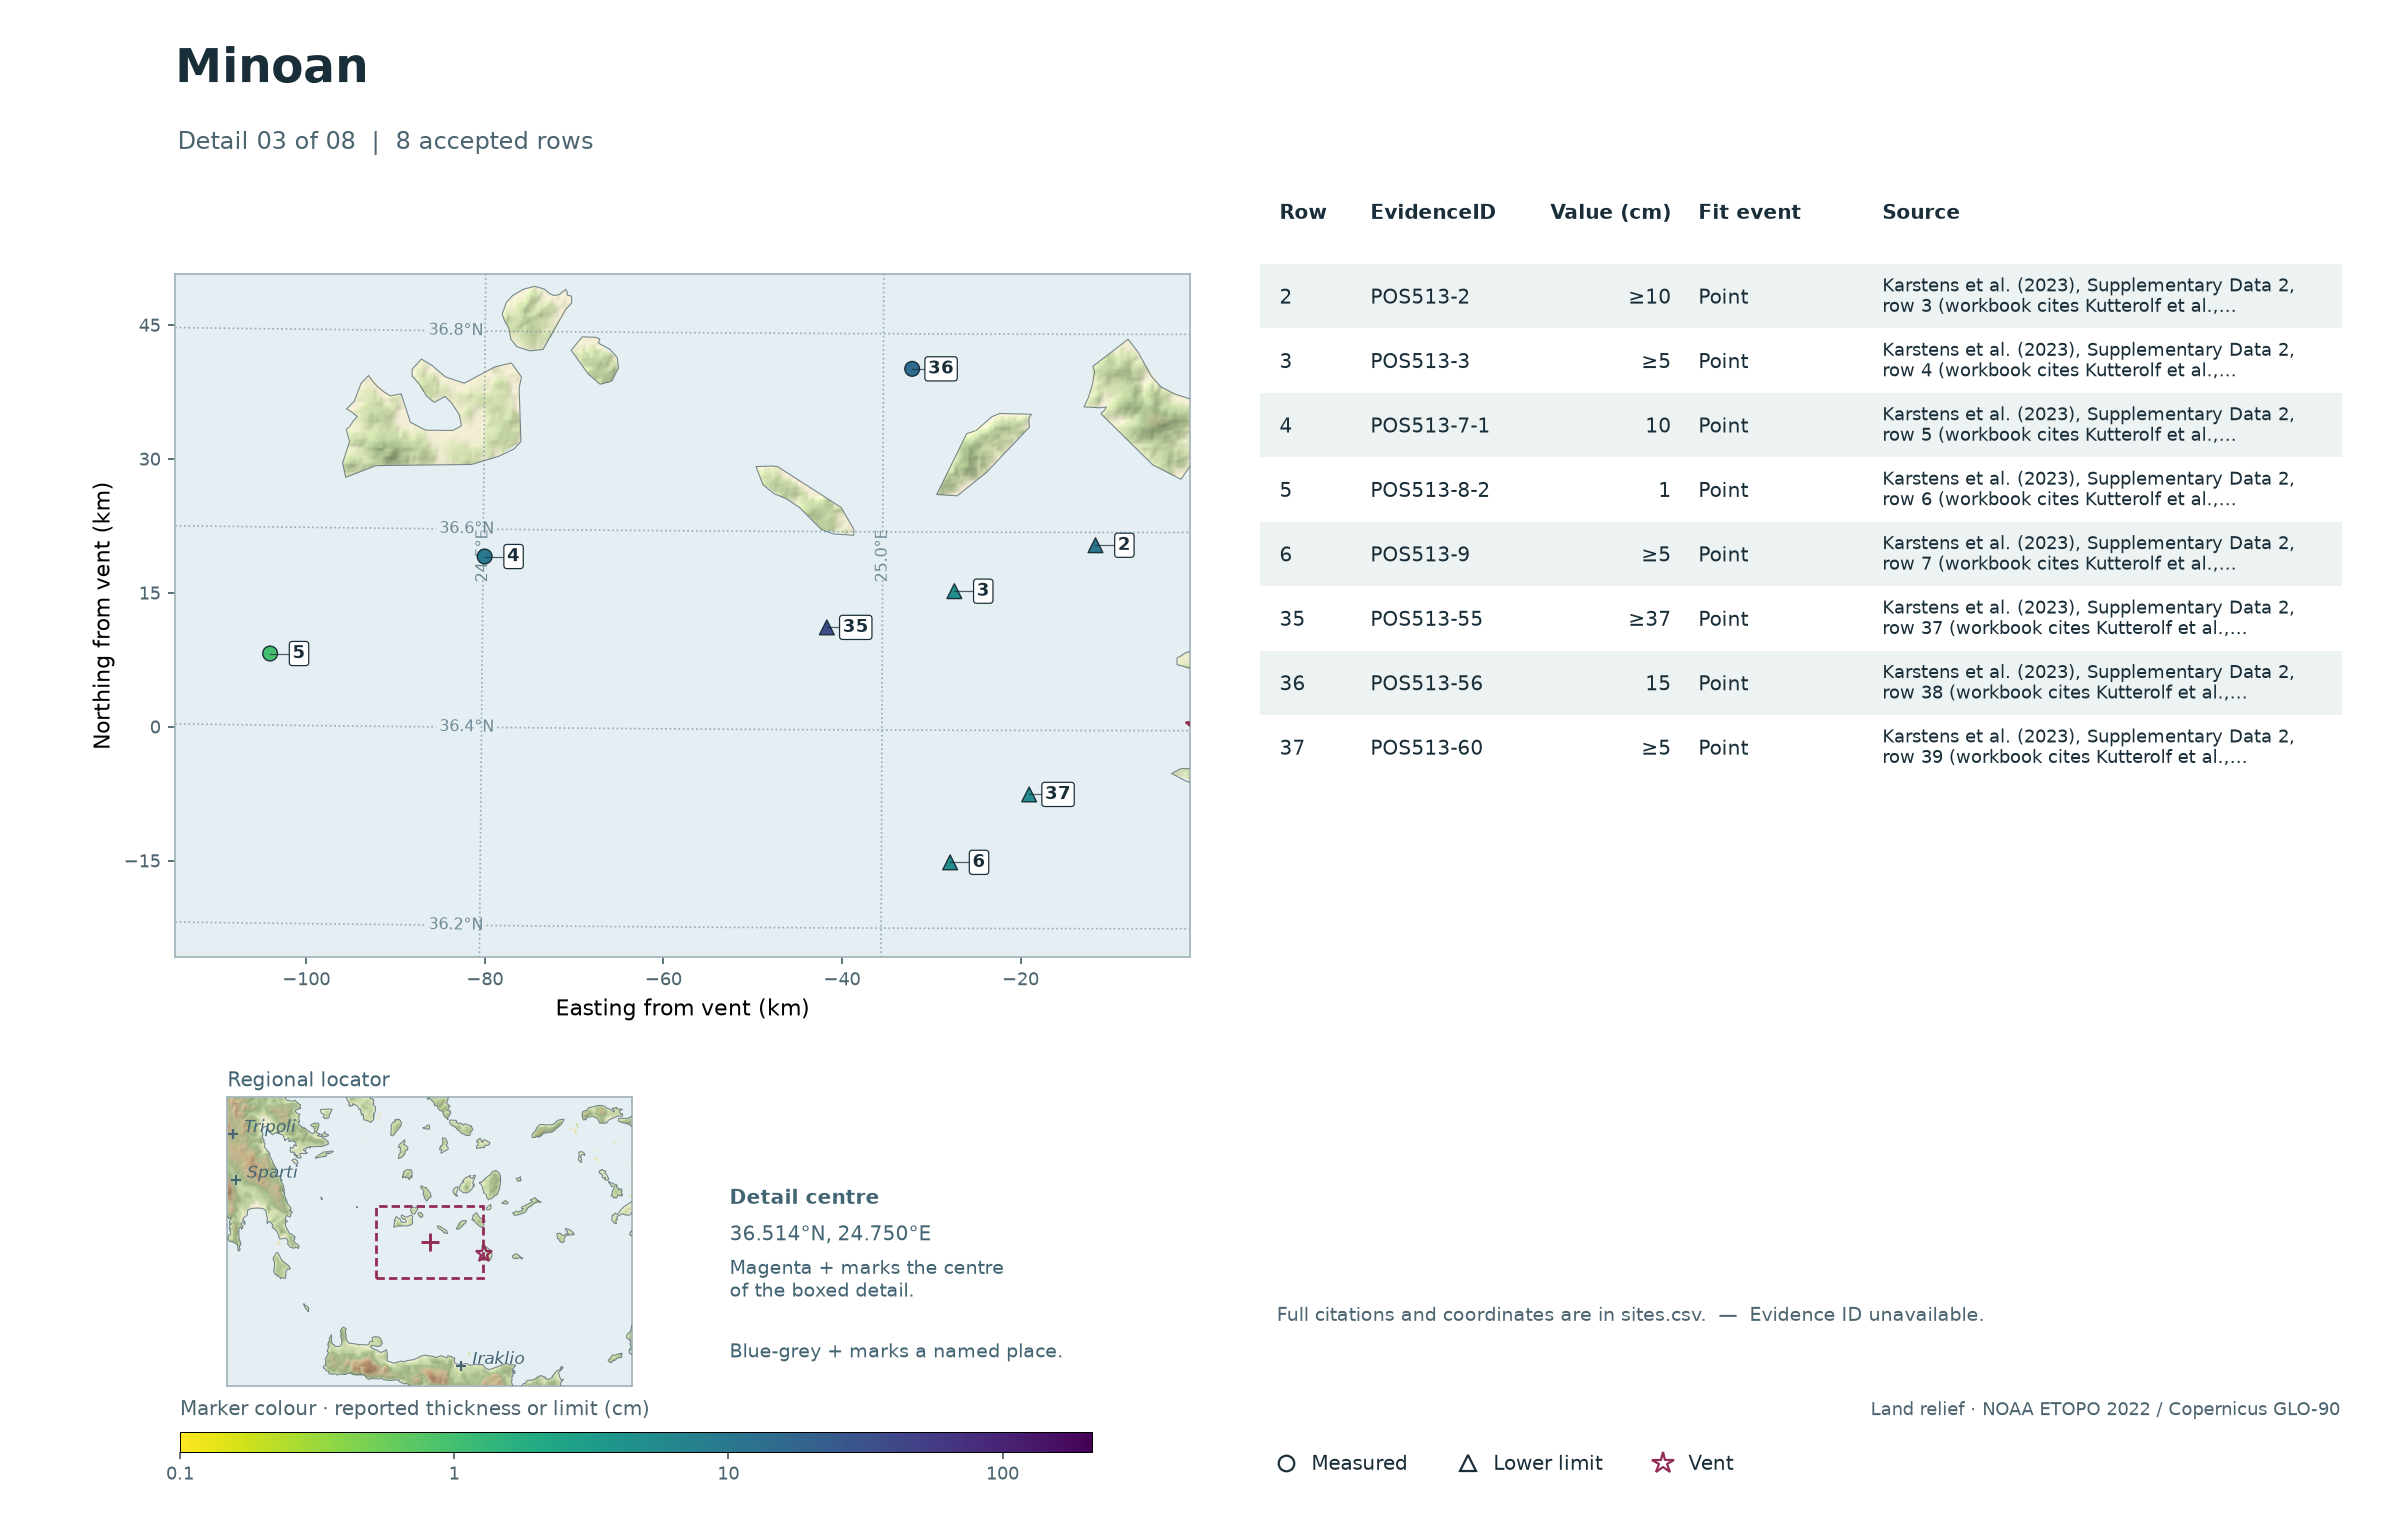 Minoan
Detail 03 of 08 | 8 accepted rows
Row EvidenceID Value (cm) Fit event Source
2 POS513-2 ≥10 Point Karstens et al. (2023), Supplementary Data 2,
row 3 (workbook cites Kutterolf et al.,...
3 POS513-3 ≥5 Point Karstens et al. (2023), Supplementary Data 2,
row 4 (workbook cites Kutterolf et al.,...
4 POS513-7-1 10 Point Karstens et al. (2023), Supplementary Data 2,
row 5 (workbook cites Kutterolf et al.,...
5 POS513-8-2 1 Point Karstens et al. (2023), Supplementary Data 2,
row 6 (workbook cites Kutterolf et al.,...
6 POS513-9 ≥5 Point Karstens et al. (2023), Supplementary Data 2,
row 7 (workbook cites Kutterolf et al.,...
35 POS513-55 ≥37 Point Karstens et al. (2023), Supplementary Data 2,
row 37 (workbook cites Kutterolf et al.,...
36 POS513-56 15 Point Karstens et al. (2023), Supplementary Data 2,
row 38 (workbook cites Kutterolf et al.,...
37 POS513-60 ≥5 Point Karstens et al. (2023), Supplementary Data 2,
row 39 (workbook cites Kutterolf et al.,...
Northing from vent (km)
45
30
15
0
−15
36.8°N
36.6°N
36.4°N
36.2°N
25.0°E
36
4
2
3
35
5
37
6
−100 −80 −60 −40 −20
Easting from vent (km)
Regional locator
Tripoli
Sparti
Iraklio
Detail centre
36.514°N, 24.750°E
Magenta + marks the centre
of the boxed detail.
Blue-grey + marks a named place.
Full citations and coordinates are in sites.csv. — Evidence ID unavailable.
Marker colour · reported thickness or limit (cm)
0.1 1 10 100
Land relief · NOAA ETOPO 2022 / Copernicus GLO-90
Measured Lower limit Vent